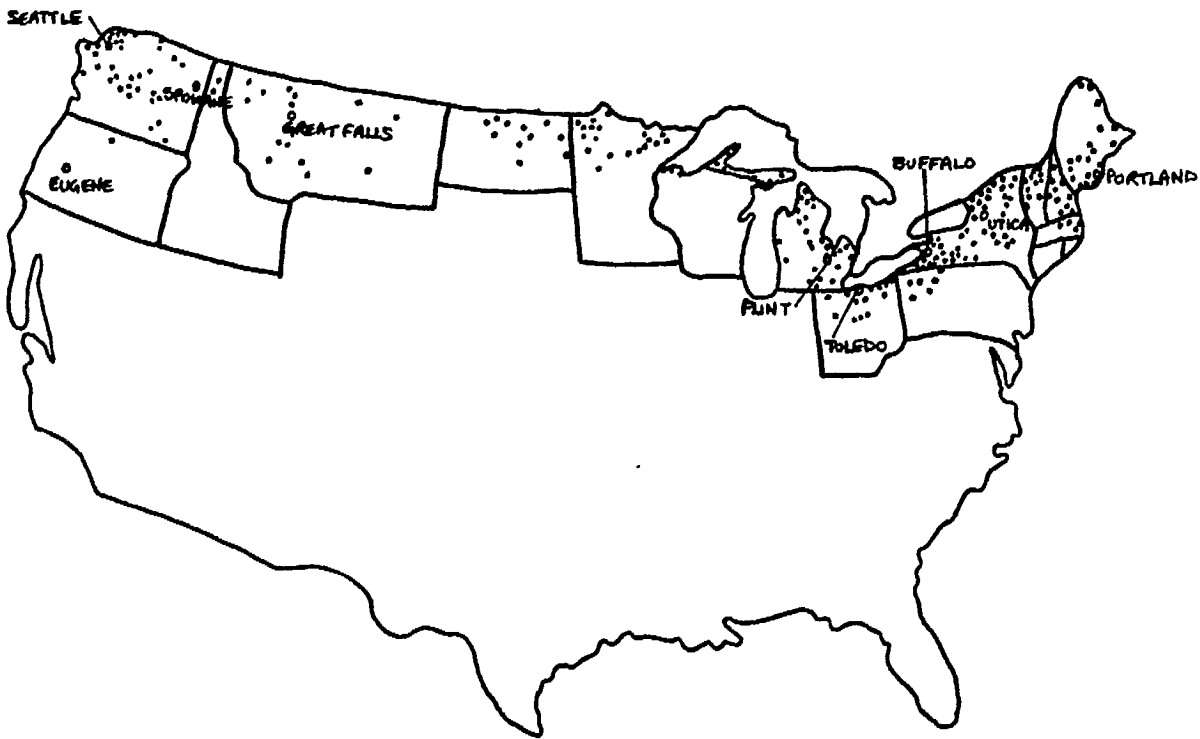 SEATTLE
SPOKANE
GREAT FALLS
EUGENE
BUFFALO
PORTLAND
UTICA
FLINT
TOLEDO